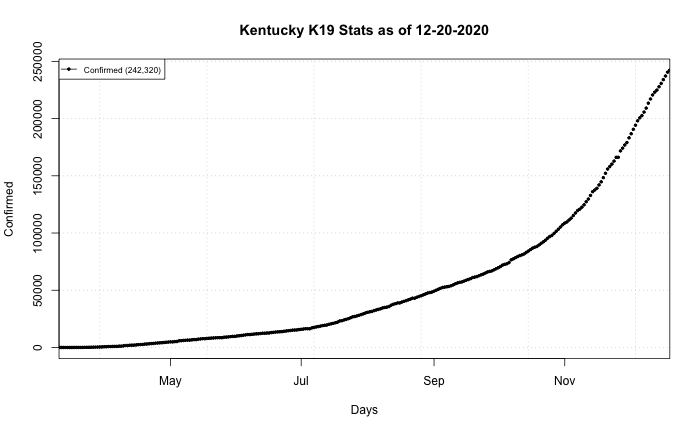 Kentucky K19 Stats as of 12-20-2020
Confirmed (242,320)
250000
200000
150000
100000
50000
0
Confirmed
May Jul Sep Nov
Days